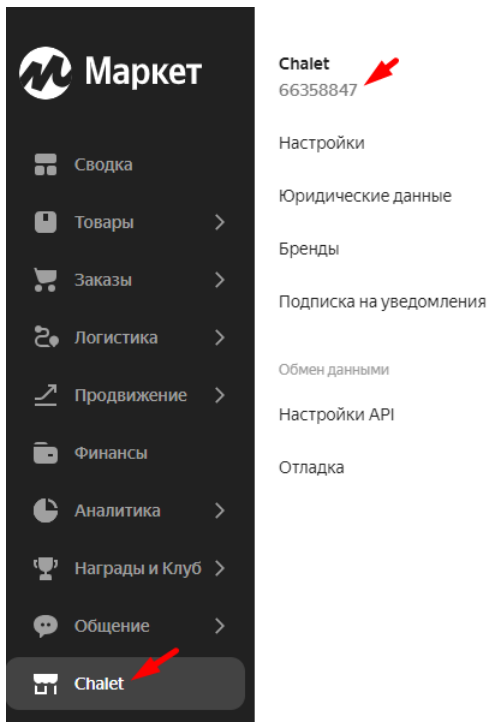 Маркет
Сводка
Товары
Заказы
Логистика
Продвижение
Финансы
Аналитика
Награды и Клуб
Общение
Chalet
Chalet
66358847
Настройки
Юридические данные
Бренды
Подписка на уведомления
Обмен данными
Настройки API
Отладка